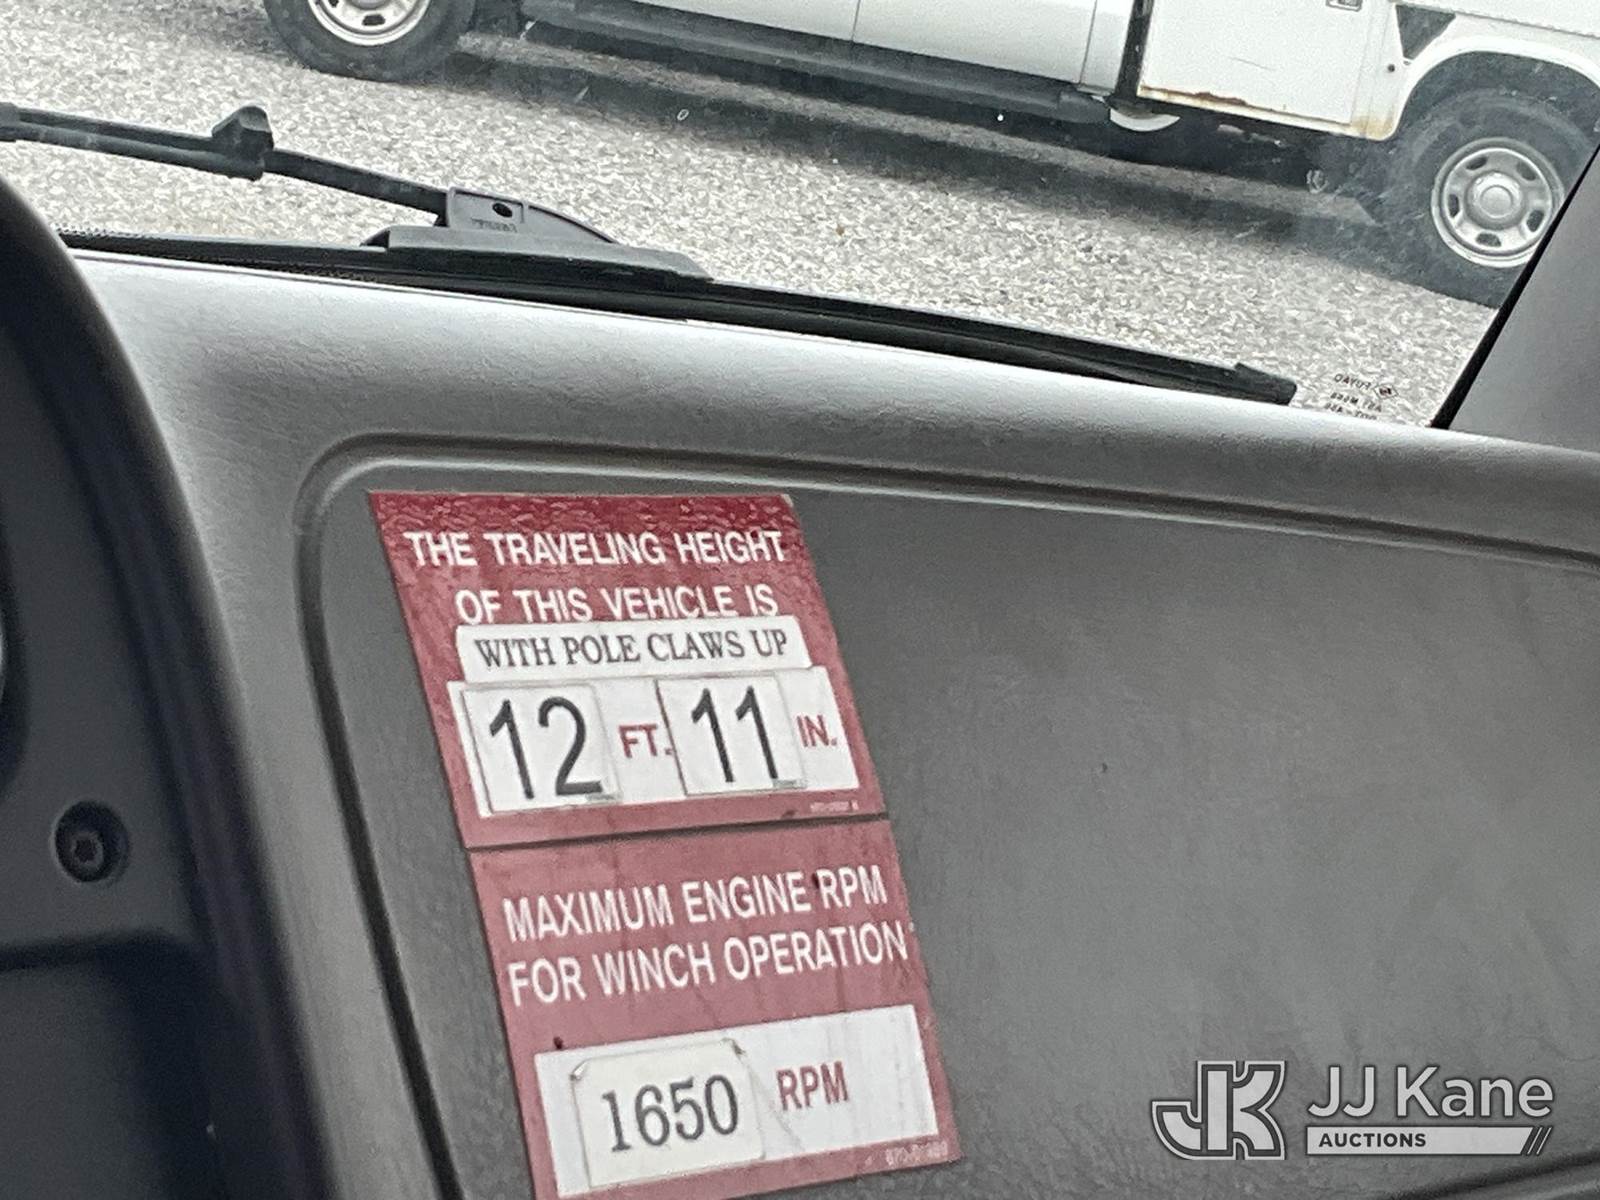 THE TRAVELING HEIGHT
OF THIS VEHICLE IS
WITH POLE CLAWS UP
12 FT. 11 IN.
MAXIMUM ENGINE RPM
FOR WINCH OPERATION
1650 RPM
JJ Kane
AUCTIONS